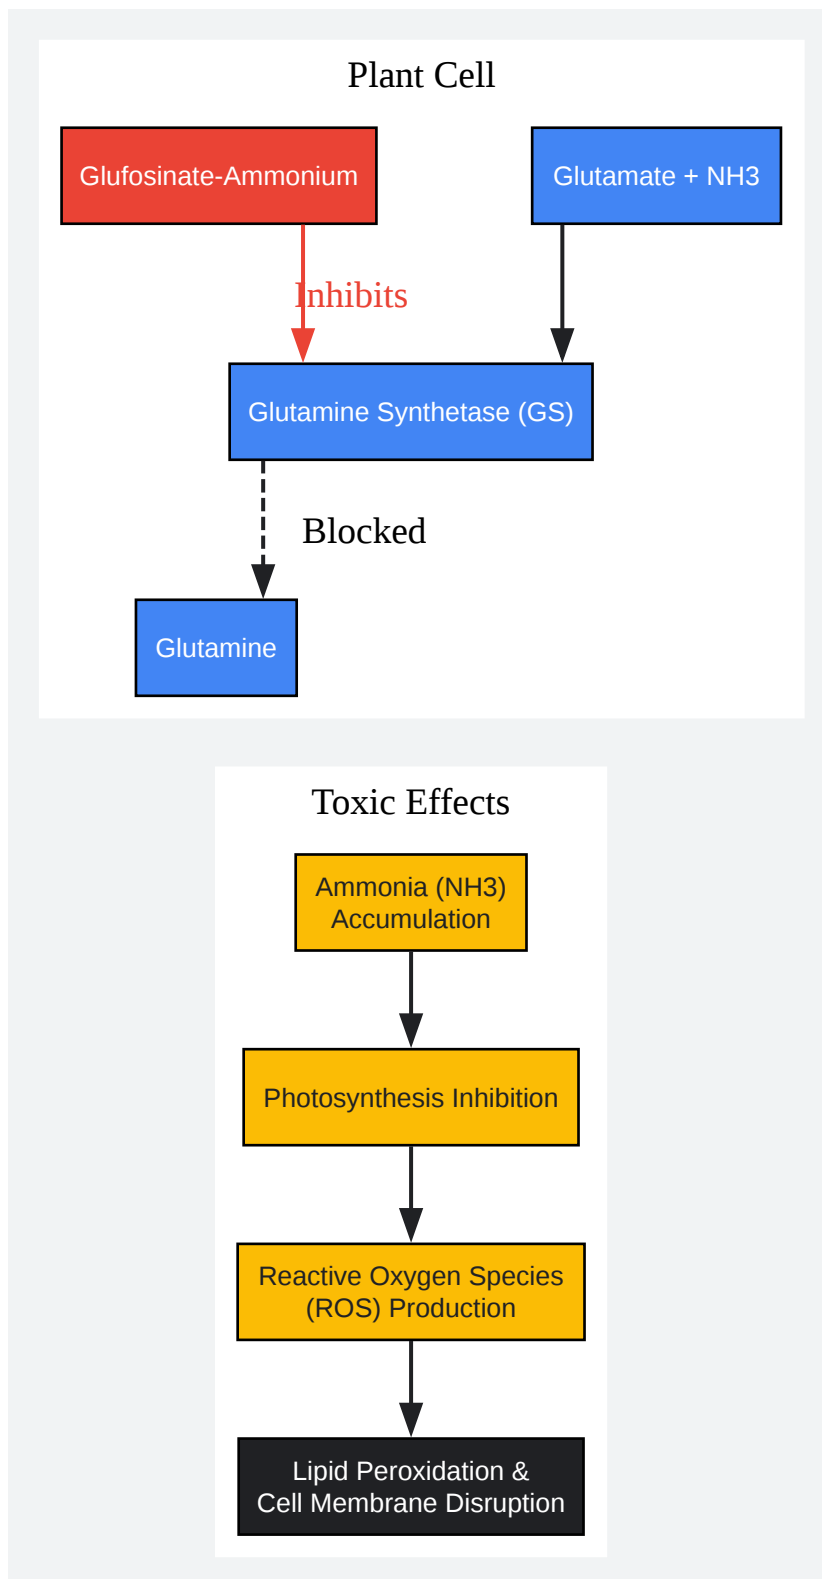 Plant Cell
Glufosinate-Ammonium
Glutamate + NH3
Inhibits
Glutamine Synthetase (GS)
Blocked
Glutamine
Toxic Effects
Ammonia (NH3)
Accumulation
Photosynthesis Inhibition
Reactive Oxygen Species
(ROS) Production
Lipid Peroxidation &
Cell Membrane Disruption